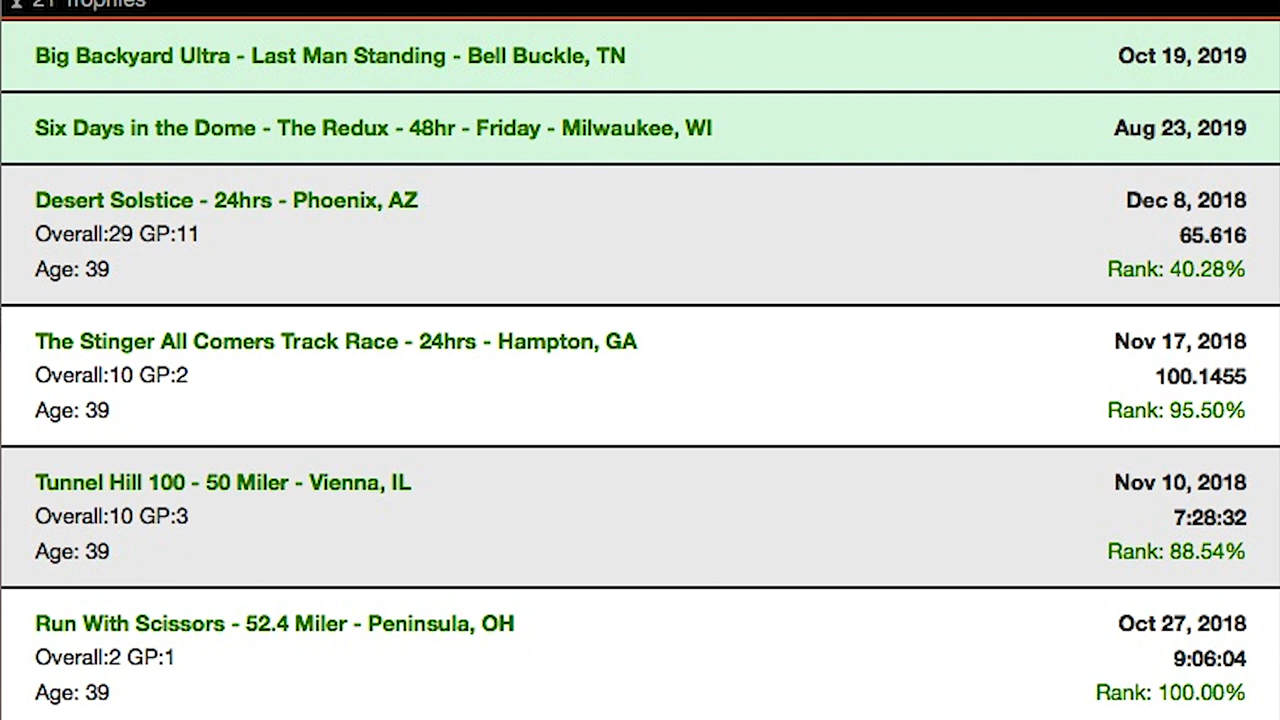 21 Trophies
Big Backyard Ultra - Last Man Standing - Bell Buckle, TN
Oct 19, 2019
Six Days in the Dome - The Redux - 48hr - Friday - Milwaukee, WI
Aug 23, 2019
Desert Solstice - 24hrs - Phoenix, AZ
Dec 8, 2018
Overall:29 GP:11
65.616
Age: 39
Rank: 40.28%
The Stinger All Comers Track Race - 24hrs - Hampton, GA
Nov 17, 2018
Overall:10 GP:2
100.1455
Age: 39
Rank: 95.50%
Tunnel Hill 100 - 50 Miler - Vienna, IL
Nov 10, 2018
Overall:10 GP:3
7:28:32
Age: 39
Rank: 88.54%
Run With Scissors - 52.4 Miler - Peninsula, OH
Oct 27, 2018
Overall:2 GP:1
9:06:04
Age: 39
Rank: 100.00%